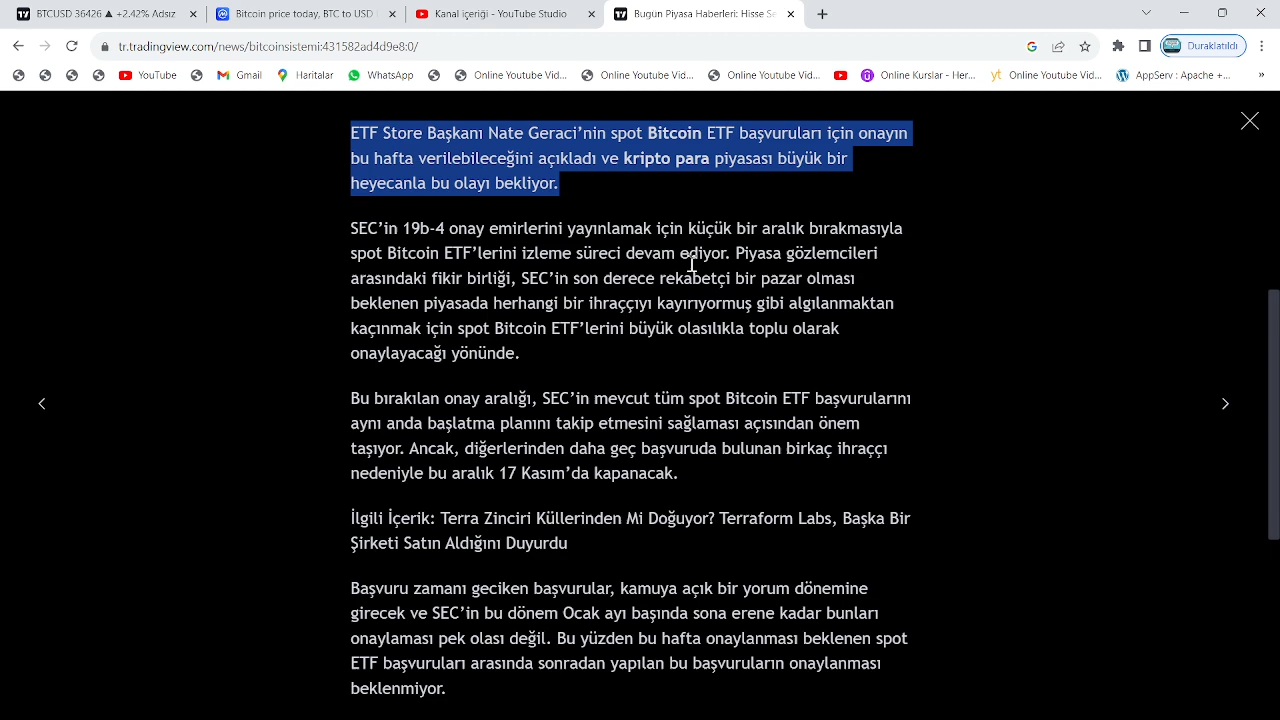 BTCUSD 36426 ▲ +2.42% Adsız
Bitcoin price today, BTC to USD
Kanal içeriği - YouTube Studio
Bugün Piyasa Haberleri: Hisse Se
tr.tradingview.com/news/bitcoinsistemi:431582ad4d9e8:0/
Duraklatıldı
YouTube
Gmail
Haritalar
WhatsApp
Online Youtube Vid...
Online Youtube Vid...
Online Youtube Vid...
Online Kurslar - Her...
Online Youtube Vid...
AppServ : Apache +...
ETF Store Başkanı Nate Geraci’nin spot Bitcoin ETF başvuruları için onayın
bu hafta verilebileceğini açıkladı ve kripto para piyasası büyük bir
heyecanla bu olayı bekliyor.
SEC’in 19b-4 onay emirlerini yayınlamak için küçük bir aralık bırakmasıyla
spot Bitcoin ETF’lerini izleme süreci devam ediyor. Piyasa gözlemcileri
arasındaki fikir birliği, SEC’in son derece rekabetçi bir pazar olması
beklenen piyasada herhangi bir ihraççıyı kayırıyormuş gibi algılanmaktan
kaçınmak için spot Bitcoin ETF’lerini büyük olasılıkla toplu olarak
onaylayacağı yönünde.
Bu bırakılan onay aralığı, SEC’in mevcut tüm spot Bitcoin ETF başvurularını
aynı anda başlatma planını takip etmesini sağlaması açısından önem
taşıyor. Ancak, diğerlerinden daha geç başvuruda bulunan birkaç ihraççı
nedeniyle bu aralık 17 Kasım’da kapanacak.
İlgili İçerik: Terra Zinciri Küllerinden Mi Doğuyor? Terraform Labs, Başka Bir
Şirketi Satın Aldığını Duyurdu
Başvuru zamanı geciken başvurular, kamuya açık bir yorum dönemine
girecek ve SEC’in bu dönem Ocak ayı başında sona erene kadar bunları
onaylaması pek olası değil. Bu yüzden bu hafta onaylanması beklenen spot
ETF başvuruları arasında sonradan yapılan bu başvuruların onaylanması
beklenmiyor.